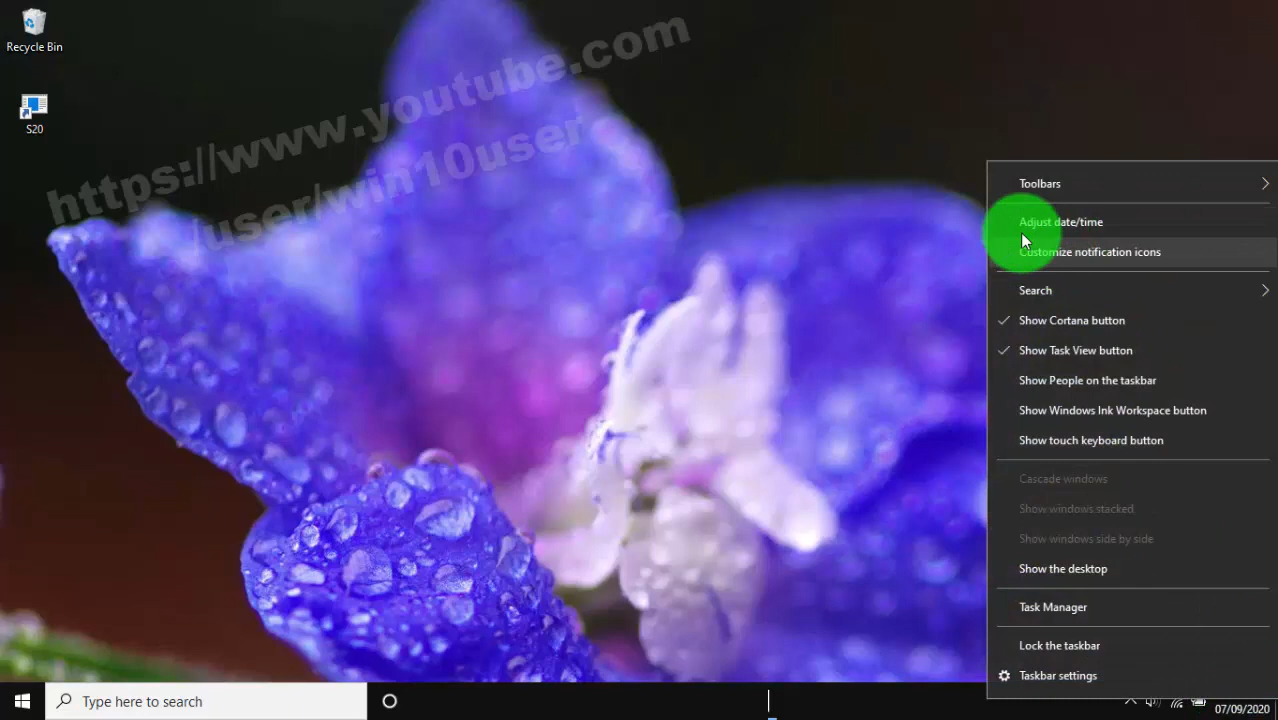 Recycle Bin
S20
https://www.youtube.com
/user/win10user
Toolbars
Adjust date/time
Customize notification icons
Search
Show Cortana button
Show Task View button
Show People on the taskbar
Show Windows Ink Workspace button
Show touch keyboard button
Cascade windows
Show windows stacked
Show windows side by side
Show the desktop
Task Manager
Lock the taskbar
Taskbar settings
Type here to search
07/09/2020